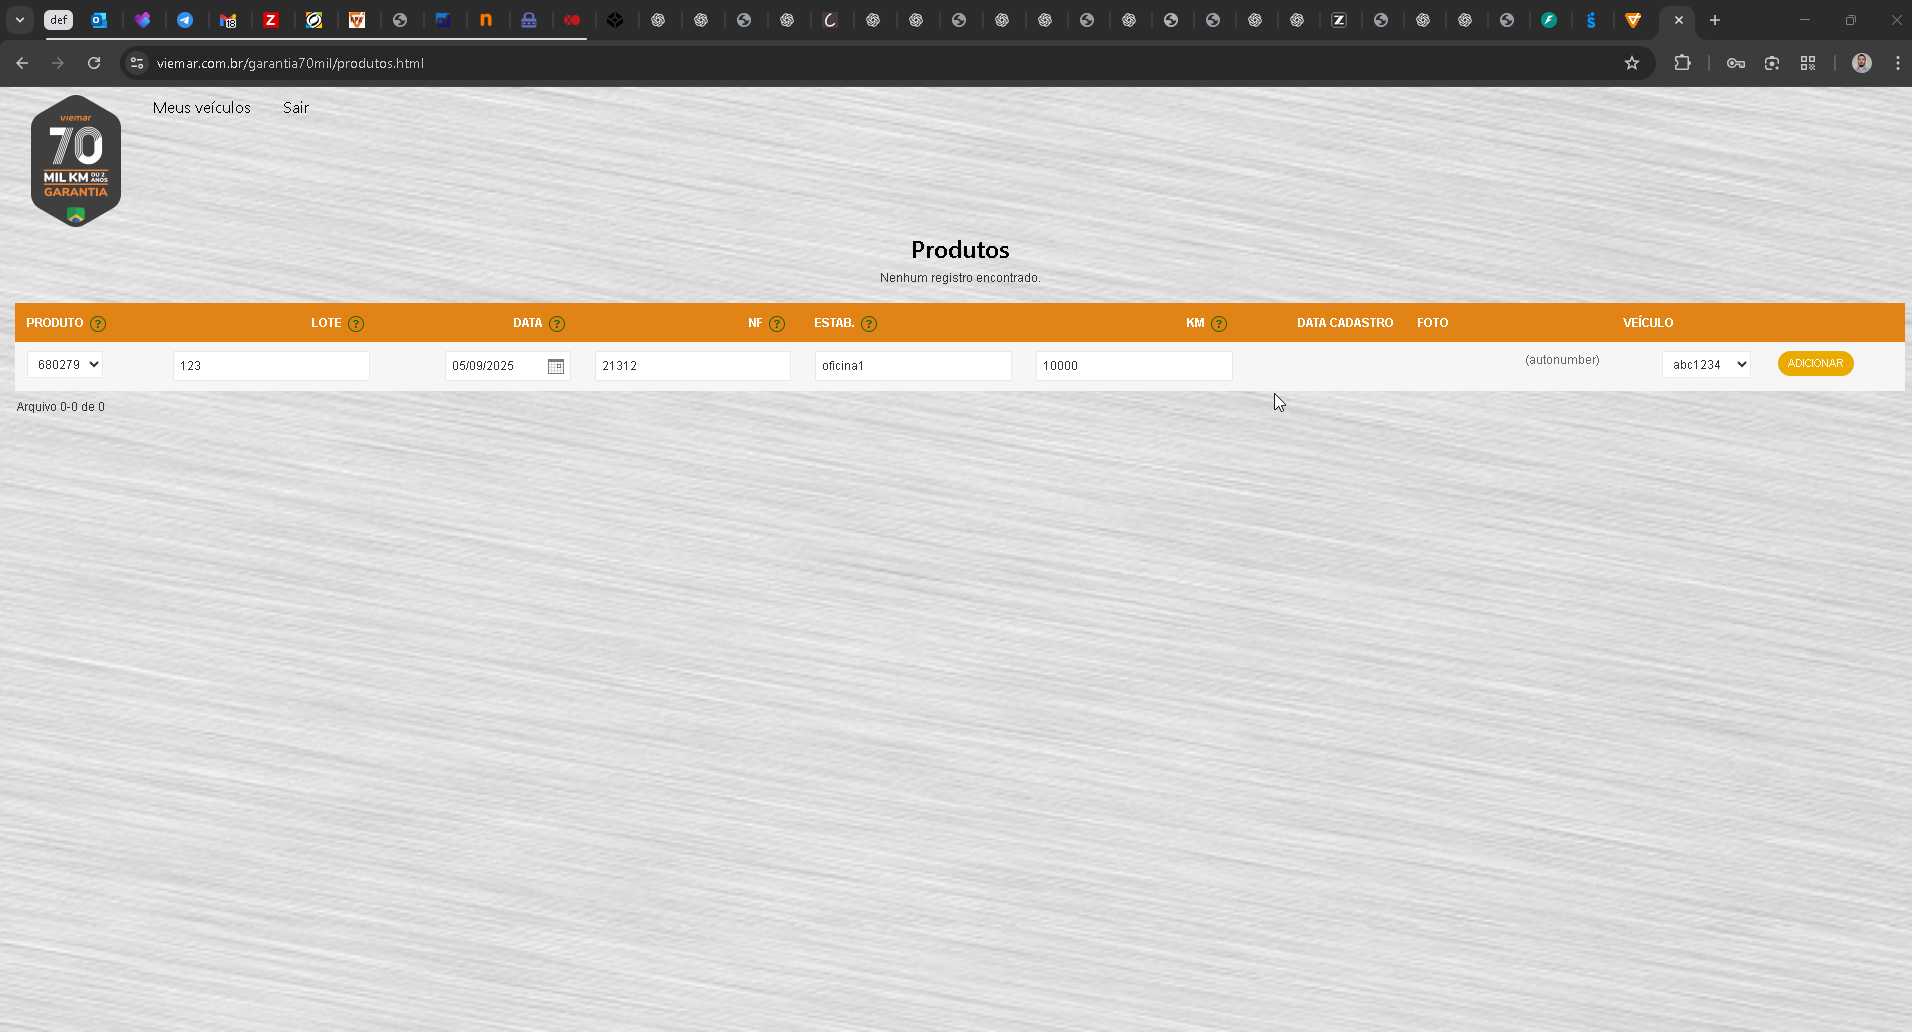 def
18
viemar.com.br/garantia70mil/produtos.html
viemar
70
MIL KM OU 2 ANOS
GARANTIA
Meus veículos Sair
Produtos
Nenhum registro encontrado.
PRODUTO ? LOTE ? DATA ? NF ? ESTAB. ? KM ? DATA CADASTRO FOTO VEÍCULO
680279 123 05/09/2025 21312 oficina1 10000 (autonumber) abc1234 ADICIONAR
Arquivo 0-0 de 0